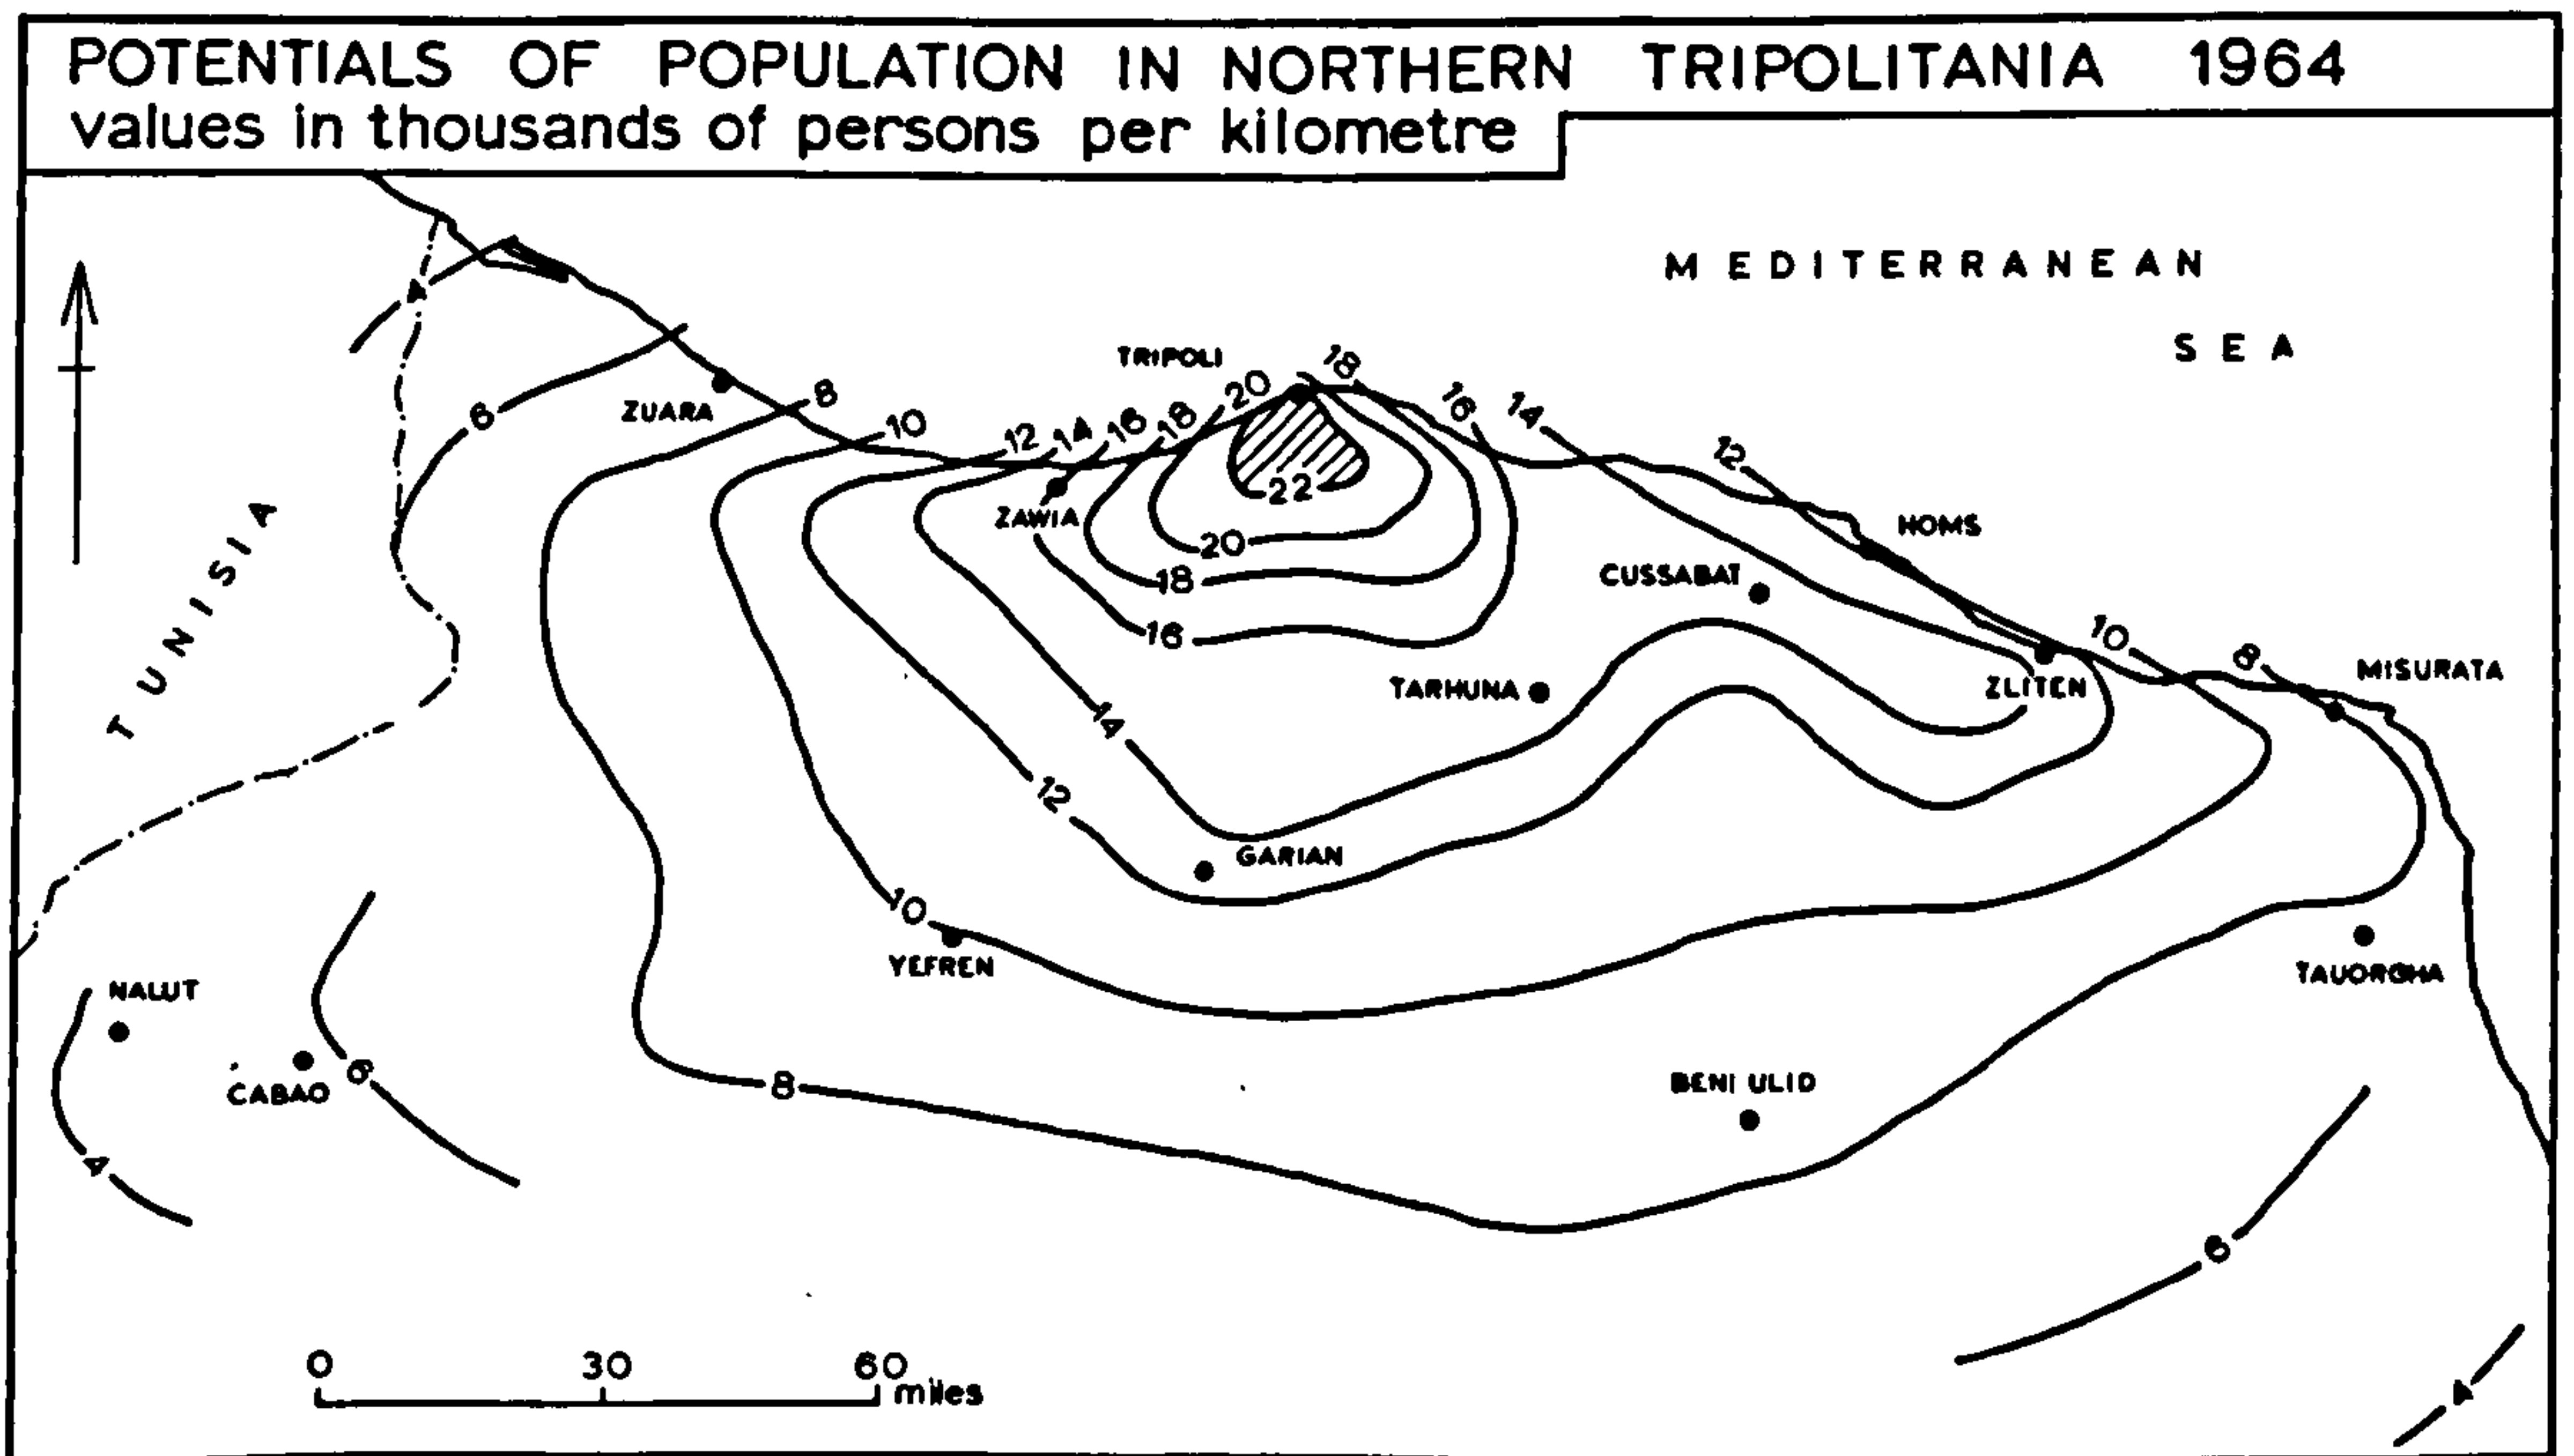 POTENTIALS OF POPULATION IN NORTHERN TRIPOLITANIA 1964
values in thousands of persons per kilometre
MEDITERRANEAN
SEA
TUNISIA
4
6
ZUARA
8
10
12
14
16
18
20
TRIPOLI
18
16
14
12
10
8
22
20
18
16
14
12
10
8
ZAWIA
HOMS
CUSSABAT
TARHUNA
ZLITEN
MISURATA
GARIAN
YEFREN
TAUORGHA
NALUT
CABAO
6
4
BENI ULID
6
4
0 30 60
miles